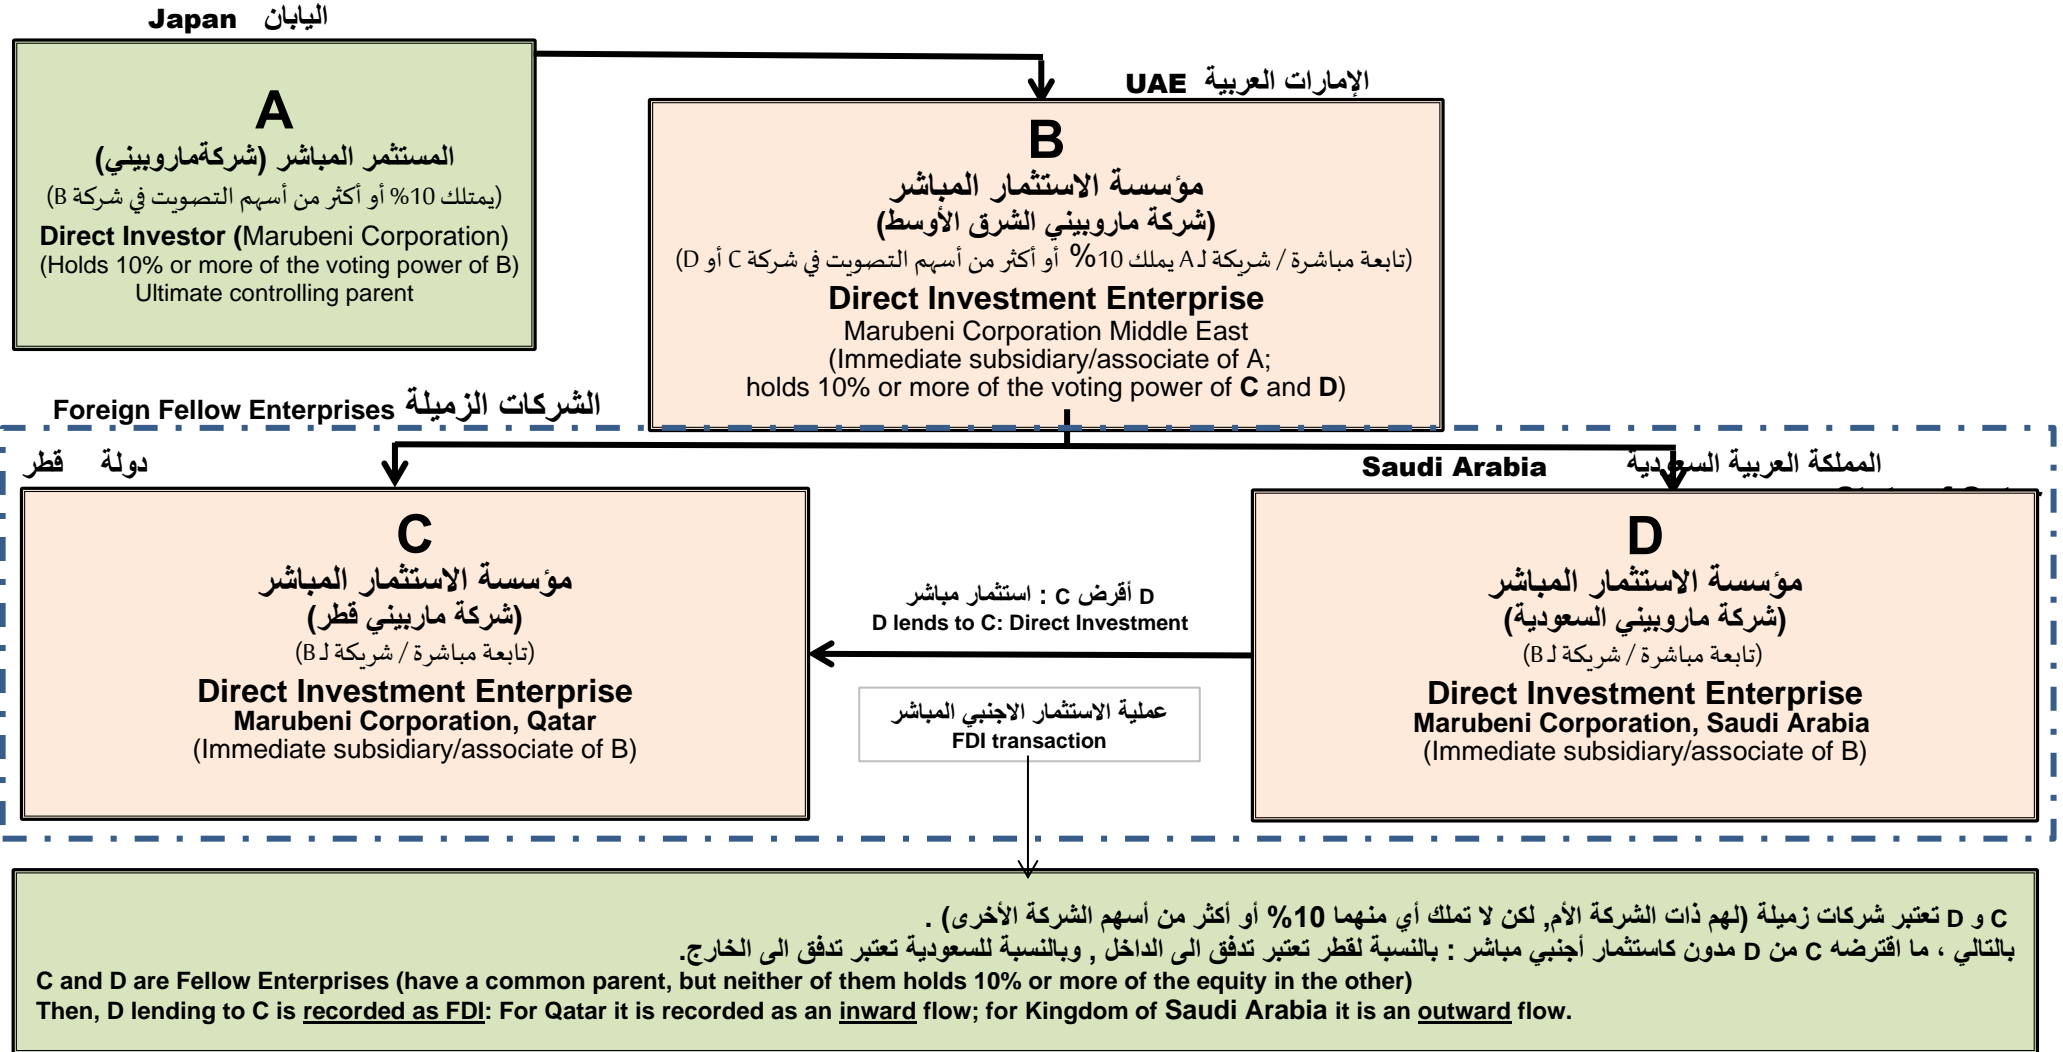 اليابان Japan
A
المستثمر المباشر (شركةماروبيني)
(يمتلك 10% أو أكثر من أسهم التصويت في شركة B)
Direct Investor (Marubeni Corporation)
(Holds 10% or more of the voting power of B)
Ultimate controlling parent
الإمارات العربية UAE
B
مؤسسة الاستثمار المباشر
(شركة ماروبيني الشرق الأوسط)
(تابعة مباشرة / شريكة لـ A يملك 10% أو أكثر من أسهم التصويت في شركة C أو D)
Direct Investment Enterprise
Marubeni Corporation Middle East
(Immediate subsidiary/associate of A;
holds 10% or more of the voting power of C and D)
الشركات الزميلة Foreign Fellow Enterprises
دولة قطر
C
مؤسسة الاستثمار المباشر
(شركة ماربيني قطر)
(تابعة مباشرة / شريكة لـ B)
Direct Investment Enterprise
Marubeni Corporation, Qatar
(Immediate subsidiary/associate of B)
D أقرض C : استثمار مباشر
D lends to C: Direct Investment
عملية الاستثمار الاجنبي المباشر
FDI transaction
المملكة العربية السعودية Saudi Arabia
D
مؤسسة الاستثمار المباشر
(شركة ماروبيني السعودية)
(تابعة مباشرة / شريكة لـ B)
Direct Investment Enterprise
Marubeni Corporation, Saudi Arabia
(Immediate subsidiary/associate of B)
C و D تعتبر شركات زميلة (لهم ذات الشركة الأم, لكن لا تملك أي منهما 10% أو أكثر من أسهم الشركة الأخرى) .
بالتالي ، ما اقترضه C من D مدون كاستثمار أجنبي مباشر : بالنسبة لقطر تعتبر تدفق الى الداخل , وبالنسبة للسعودية تعتبر تدفق الى الخارج.
C and D are Fellow Enterprises (have a common parent, but neither of them holds 10% or more of the equity in the other)
Then, D lending to C is recorded as FDI: For Qatar it is recorded as an inward flow; for Kingdom of Saudi Arabia it is an outward flow.